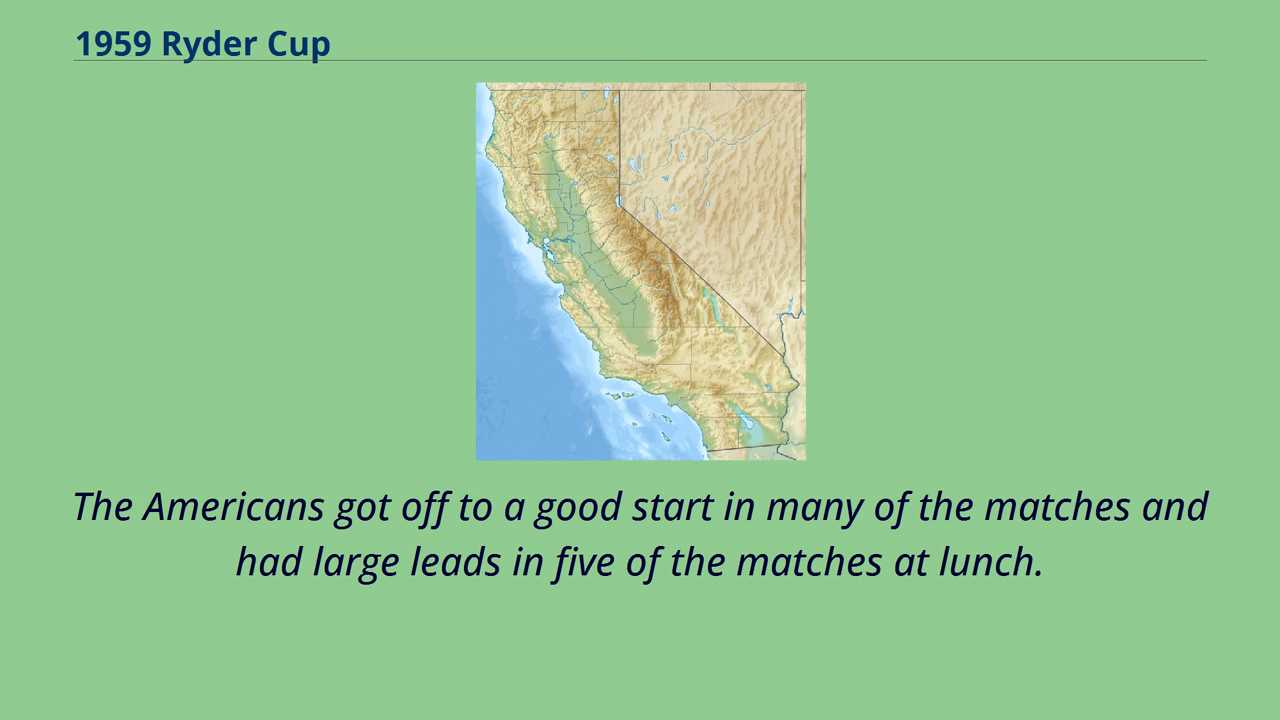 1959 Ryder Cup
The Americans got off to a good start in many of the matches and
had large leads in five of the matches at lunch.